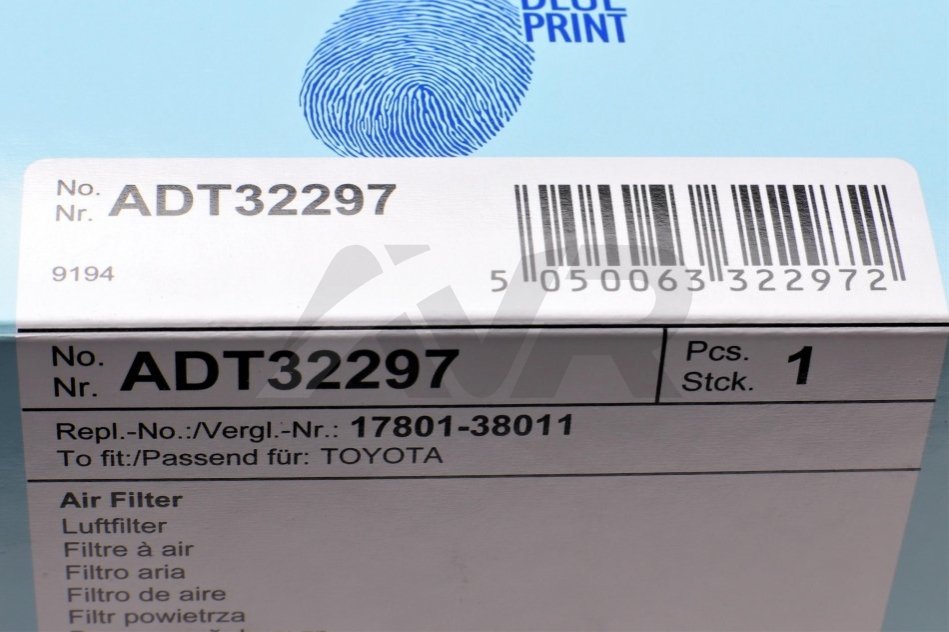 BLUE
PRINT
No. ADT32297
Nr.
9194
5 050063 322972
No. ADT32297
Nr.
Pcs. 1
Stck.
Repl.-No.:/Vergl.-Nr.: 17801-38011
To fit:/Passend für: TOYOTA
Air Filter
Luftfilter
Filtre à air
Filtro aria
Filtro de aire
Filtr powietrza